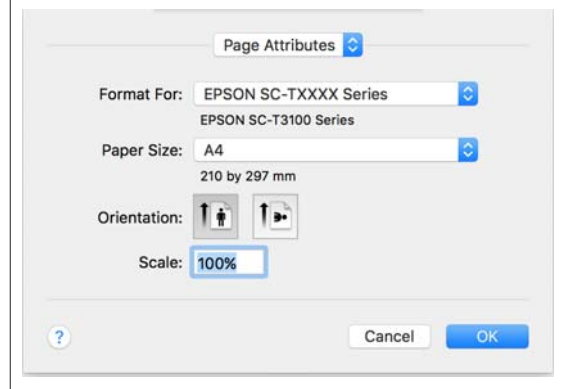 Page Attributes
Format For: EPSON SC-TXXXX Series
EPSON SC-T3100 Series
Paper Size: A4
210 by 297 mm
Orientation:
Scale: 100%
? Cancel OK